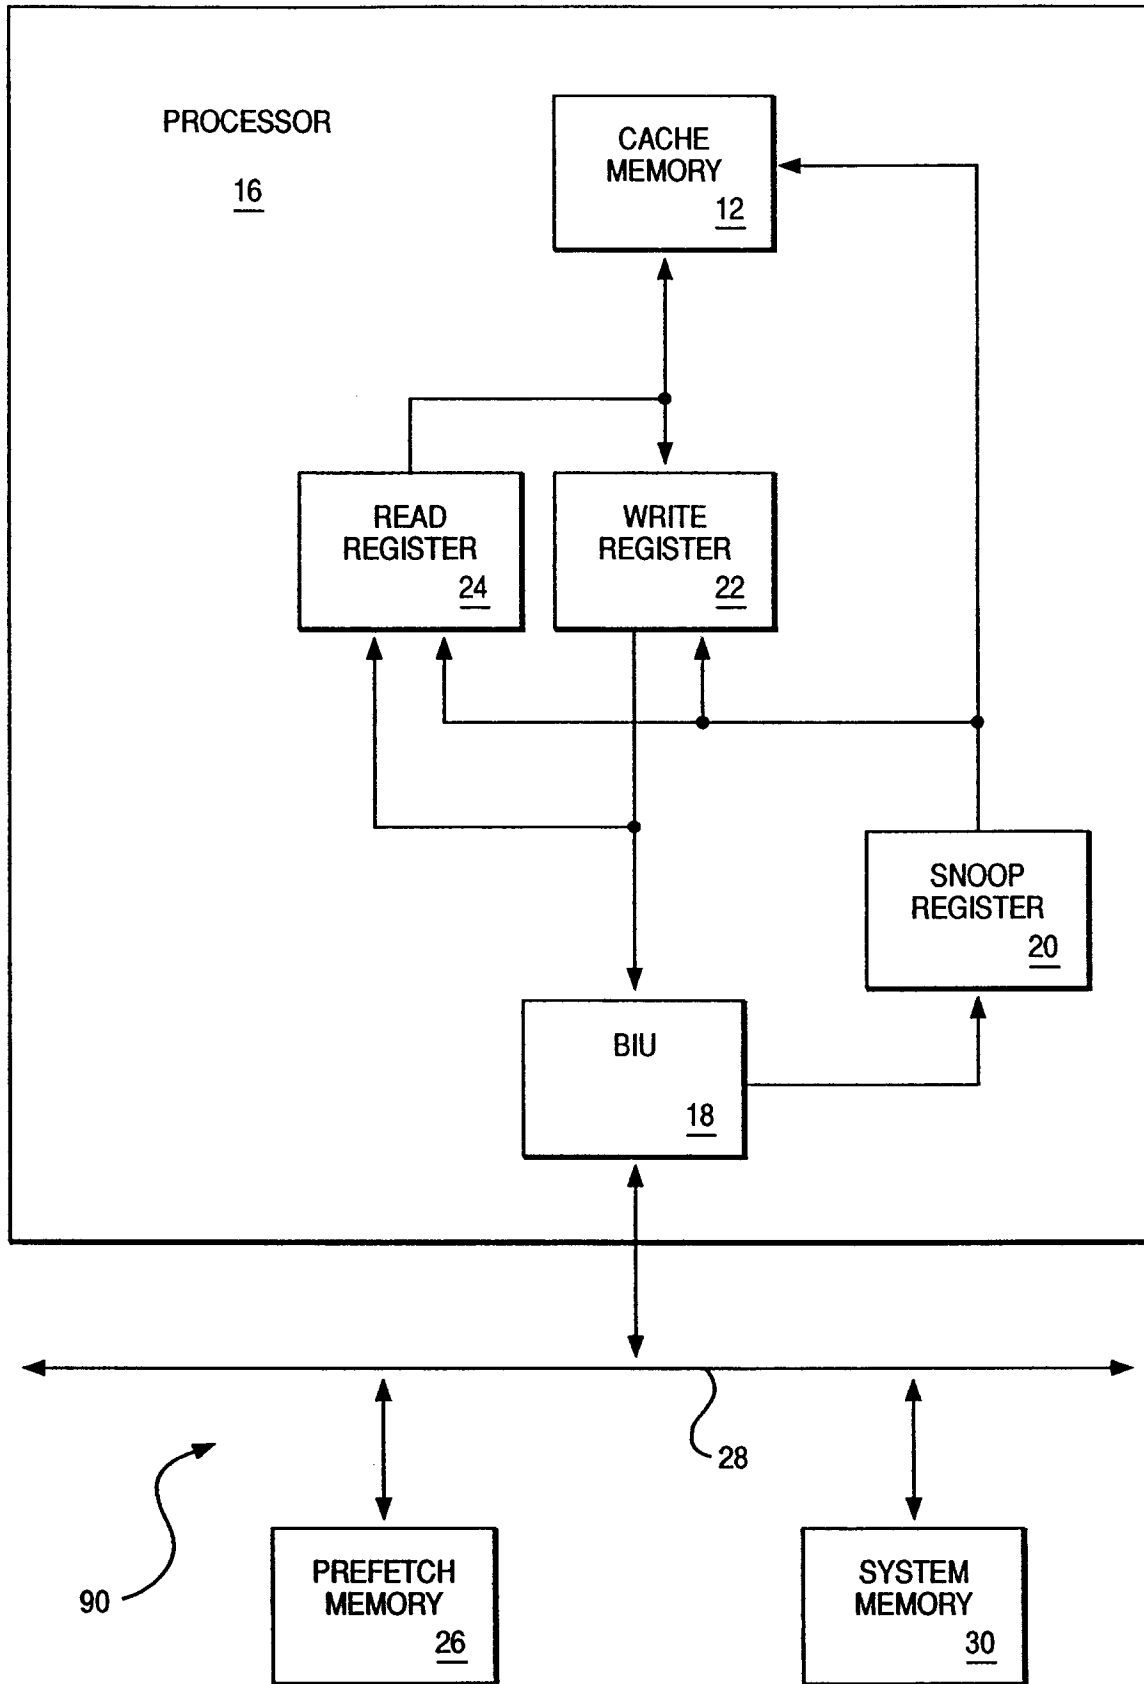 PROCESSOR
16
CACHE
MEMORY
12
READ
REGISTER
24
WRITE
REGISTER
22
SNOOP
REGISTER
20
BIU
18
28
90
PREFETCH
MEMORY
26
SYSTEM
MEMORY
30